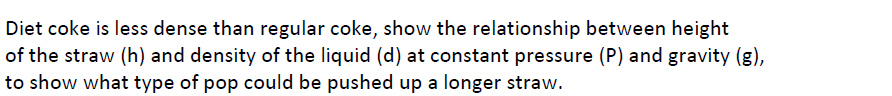 Diet coke is less dense than regular coke, show the relationship between height
of the straw (h) and density of the liquid (d) at constant pressure (P) and gravity (g),
to show what type of pop could be pushed up a longer straw.